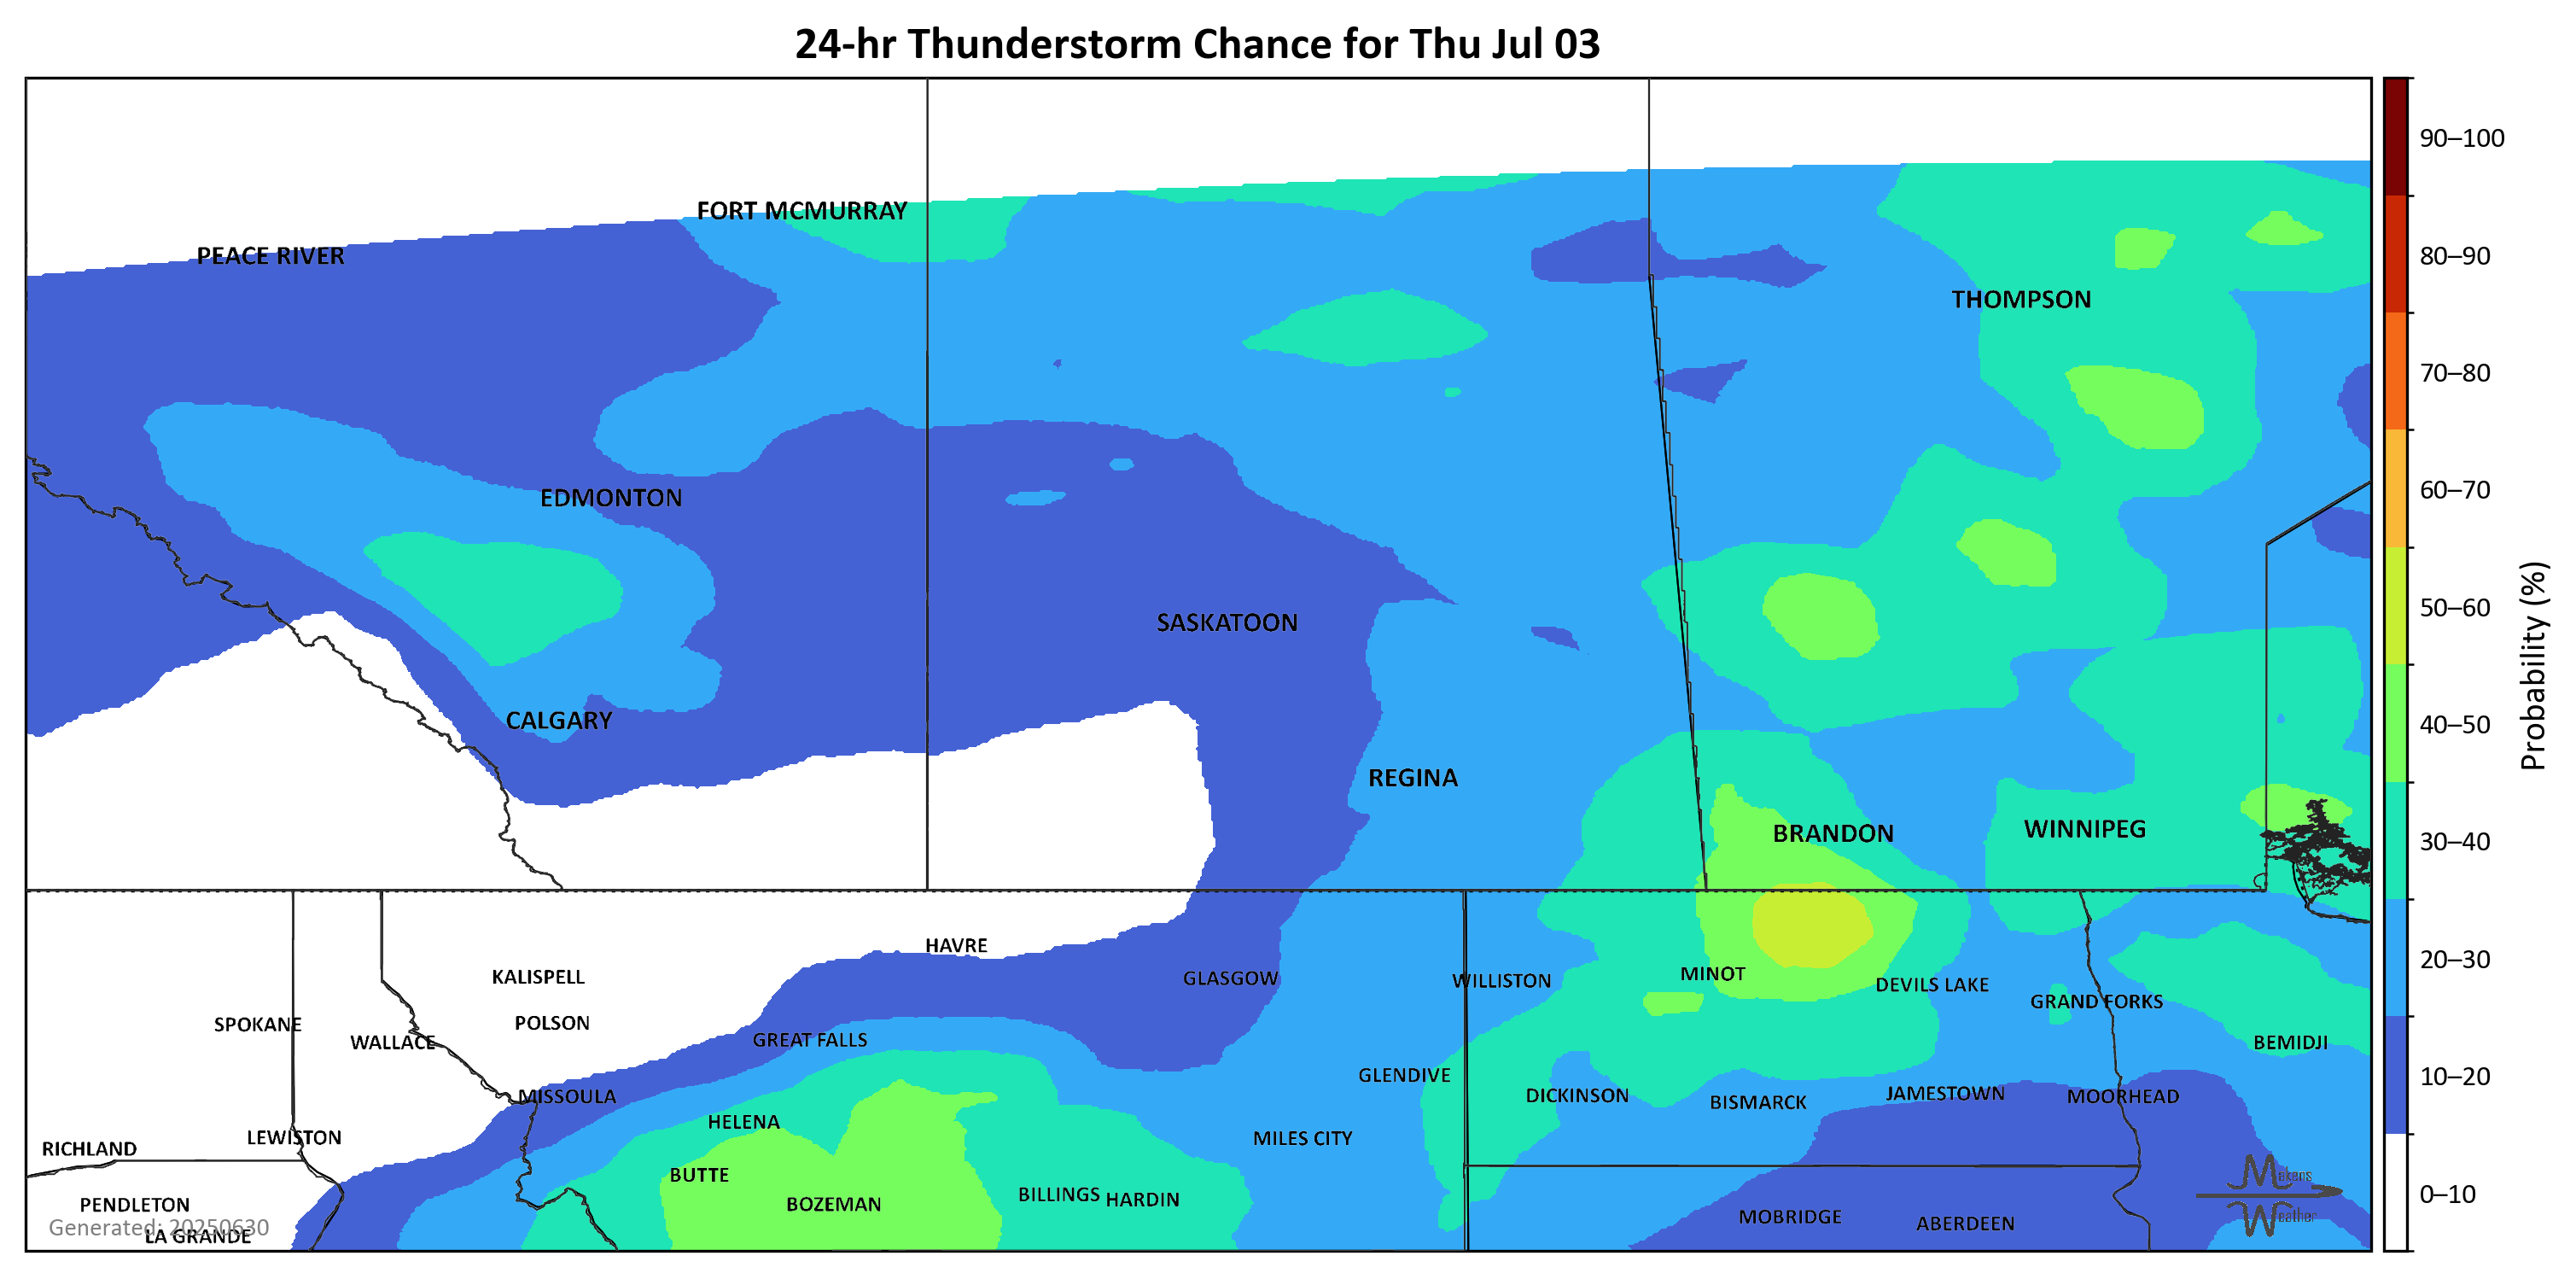 24-hr Thunderstorm Chance for Thu Jul 03
90–100
FORT MCMURRAY
PEACE RIVER
80–90
THOMPSON
70–80
EDMONTON
60–70
SASKATOON
50–60
Probability (%)
CALGARY
40–50
REGINA
BRANDON
WINNIPEG
30–40
HAVRE
KALISPELL
GLASGOW
WILLISTON
MINOT
DEVILS LAKE
20–30
SPOKANE
POLSON
GRAND FORKS
WALLACE
GREAT FALLS
BEMIDJI
GLENDIVE
10–20
MISSOULA
DICKINSON
BISMARCK
JAMESTOWN
MOORHEAD
HELENA
RICHLAND
LEWISTON
MILES CITY
BUTTE
Makens
PENDLETON
BOZEMAN
BILLINGS
HARDIN
0–10
Generated: 20250630
LA GRANDE
MOBRIDGE
ABERDEEN
Weather